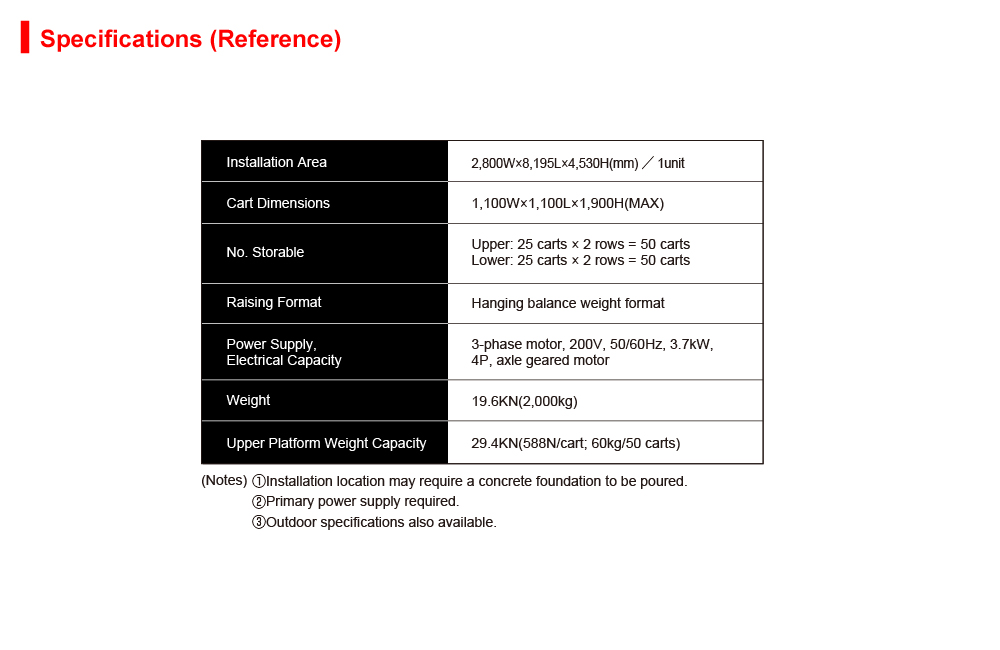 Specifications (Reference)
Installation Area
2,800W×8,195L×4,530H(mm)／1unit
Cart Dimensions
1,100W×1,100L×1,900H(MAX)
No. Storable
Upper: 25 carts × 2 rows = 50 carts
Lower: 25 carts × 2 rows = 50 carts
Raising Format
Hanging balance weight format
Power Supply,
Electrical Capacity
3-phase motor, 200V, 50/60Hz, 3.7kW,
4P, axle geared motor
Weight
19.6KN(2,000kg)
Upper Platform Weight Capacity
29.4KN(588N/cart; 60kg/50 carts)
(Notes) ①Installation location may require a concrete foundation to be poured.
②Primary power supply required.
③Outdoor specifications also available.